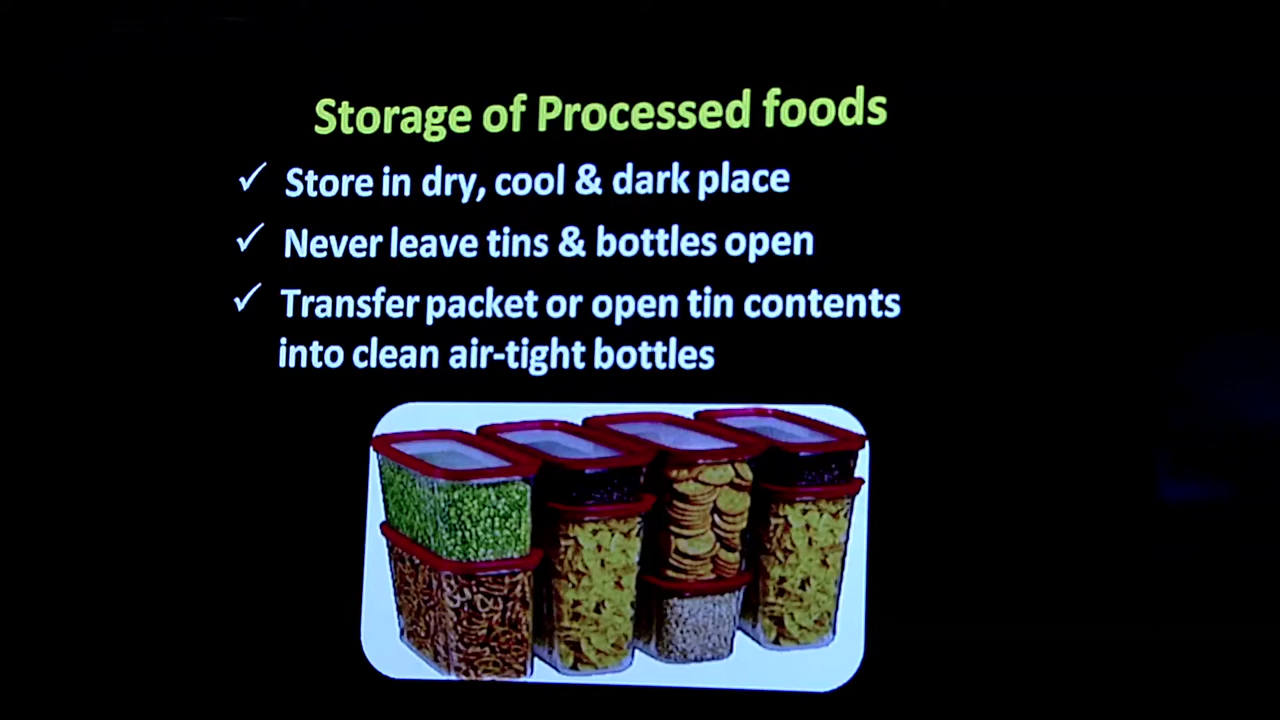 Storage of Processed foods
✓ Store in dry, cool & dark place
✓ Never leave tins & bottles open
✓ Transfer packet or open tin contents
into clean air-tight bottles